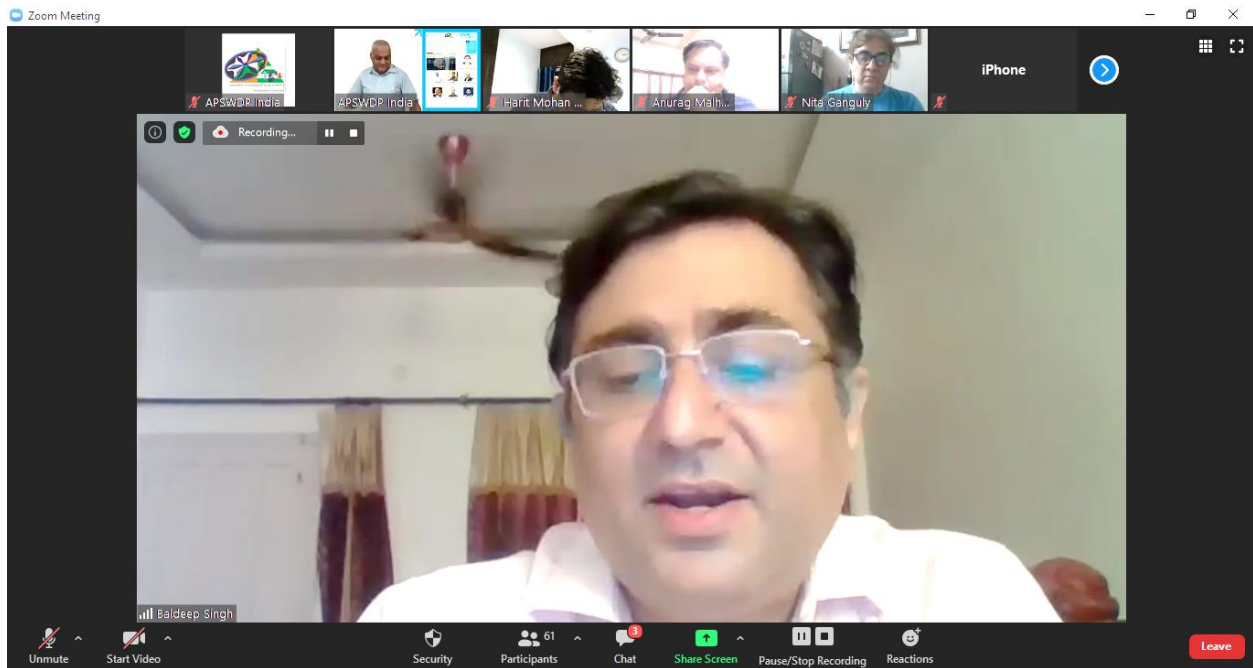 Zoom Meeting
APSWDP India
APSWDP India
Harit Mohan ...
Anurag Malh...
Nita Ganguly
iPhone
Recording...
Baldeep Singh
Unmute
Start Video
Security
61
Participants
3
Chat
Share Screen
Pause/Stop Recording
Reactions
Leave